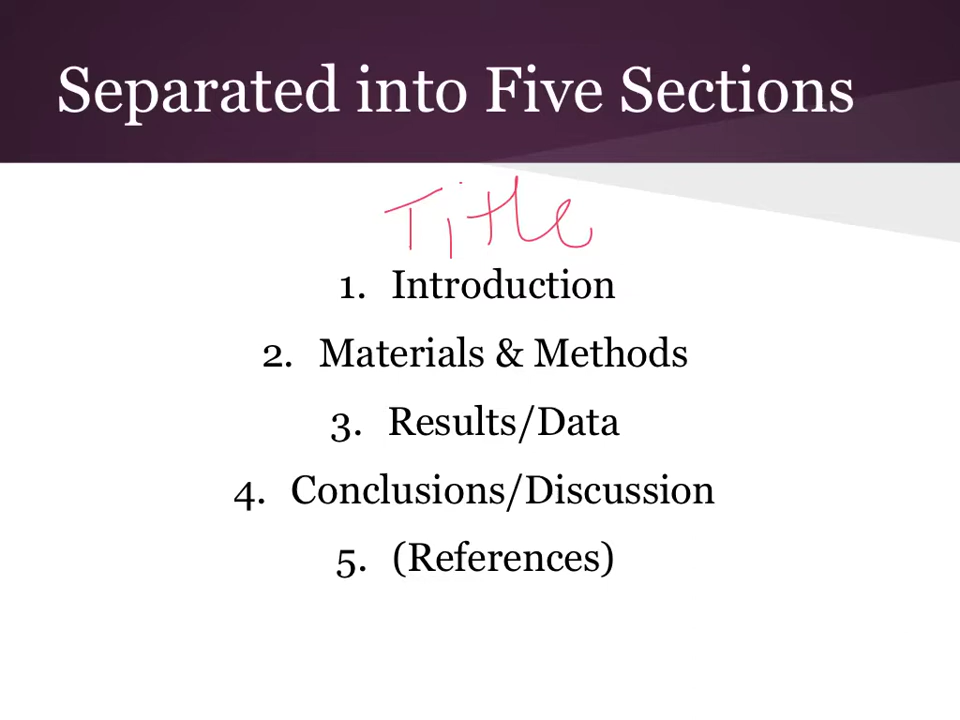 Separated into Five Sections
Title
1. Introduction
2. Materials & Methods
3. Results/Data
4. Conclusions/Discussion
5. (References)